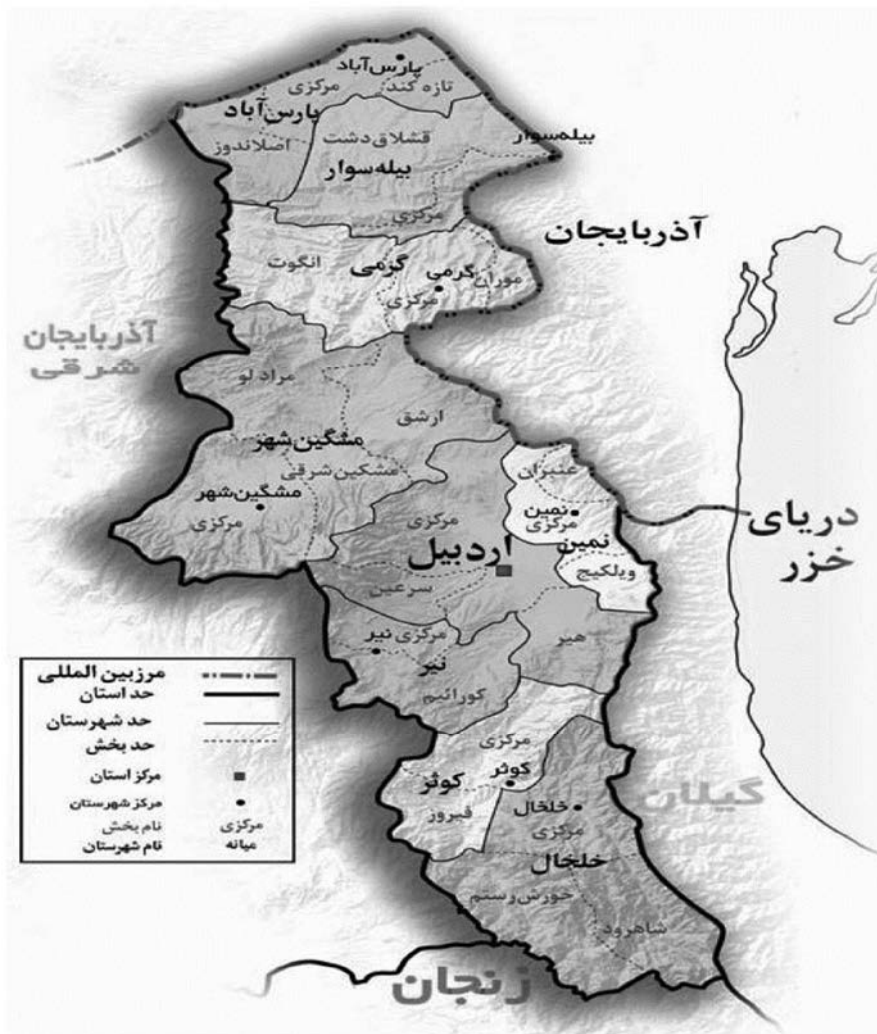 پارس‌آباد
مرکزی
تازه کند
پارس‌آباد
اصلاندوز
قشلاق دشت
بیله‌سوار
بیله‌سوار
مرکزی
آذربایجان
انگوت
گرمی
گرمی
موران
مرکزی
آذربایجان
شرقی
مرادلو
ارشق
مشگین‌شهر
مشگین شرقی
مشگین‌شهر
مرکزی
عنبران
نمین
مرکزی
نمین
ویلکیج
مرکزی
اردبیل
سرعین
دریای
خزر
هیر
مرکزی
نیر
نیر
کورائیم
مرکزی
کوثر
کوثر
فیروز
گیلان
خلخال
مرکزی
خلخال
خورش رستم
شاهرود
زنجان
مرزبین المللی
حد استان
حد شهرستان
حد بخش
مرکز استان
مرکز شهرستان
نام بخش مرکزی
نام شهرستان میانه